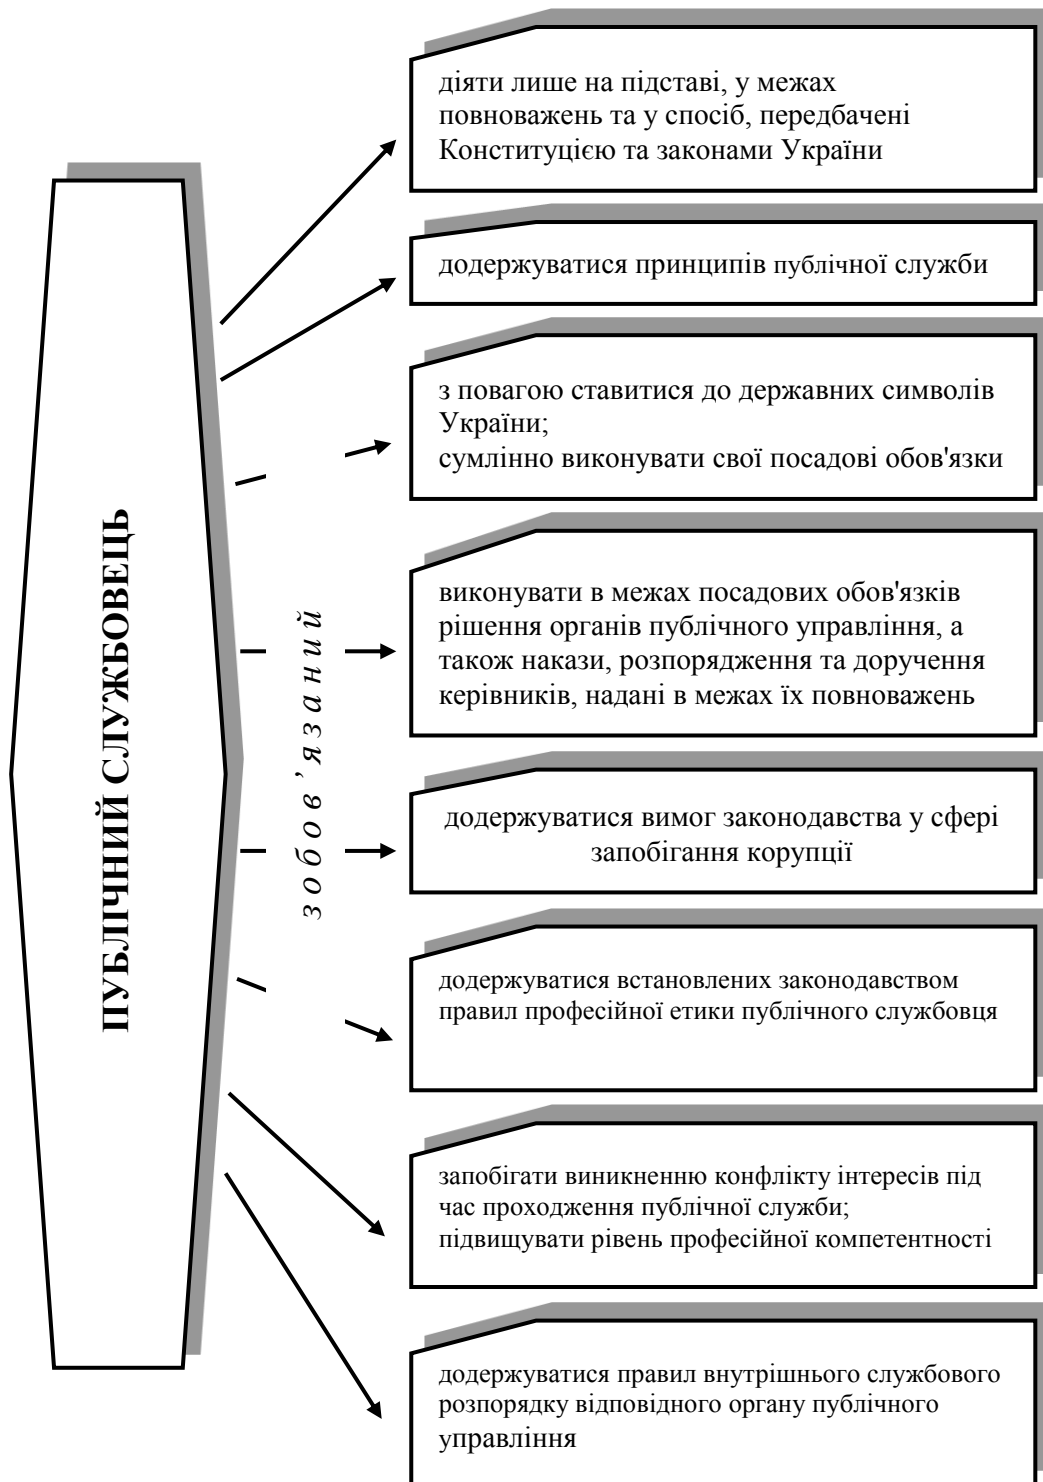 ПУБЛІЧНИЙ СЛУЖБОВЕЦЬ
зобов’язаний
діяти лише на підставі, у межах
повноважень та у спосіб, передбачені
Конституцією та законами України
додержуватися принципів публічної служби
з повагою ставитися до державних символів
України;
сумлінно виконувати свої посадові обов'язки
виконувати в межах посадових обов'язків
рішення органів публічного управління, а
також накази, розпорядження та доручення
керівників, надані в межах їх повноважень
додержуватися вимог законодавства у сфері
запобігання корупції
додержуватися встановлених законодавством
правил професійної етики публічного службовця
запобігати виникненню конфлікту інтересів під
час проходження публічної служби;
підвищувати рівень професійної компетентності
додержуватися правил внутрішнього службового
розпорядку відповідного органу публічного
управління